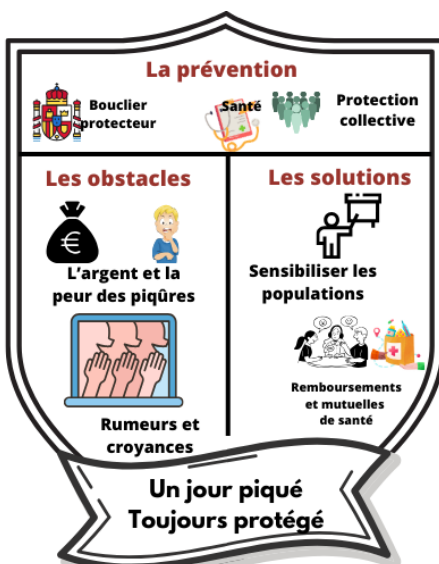 La prévention
Bouclier
protecteur
Santé
Protection
collective
Les obstacles
€
L'argent et la
peur des piqûres
Rumeurs et
croyances
Les solutions
Sensibiliser les
populations
Remboursements
et mutuelles
de santé
Un jour piqué
Toujours protégé